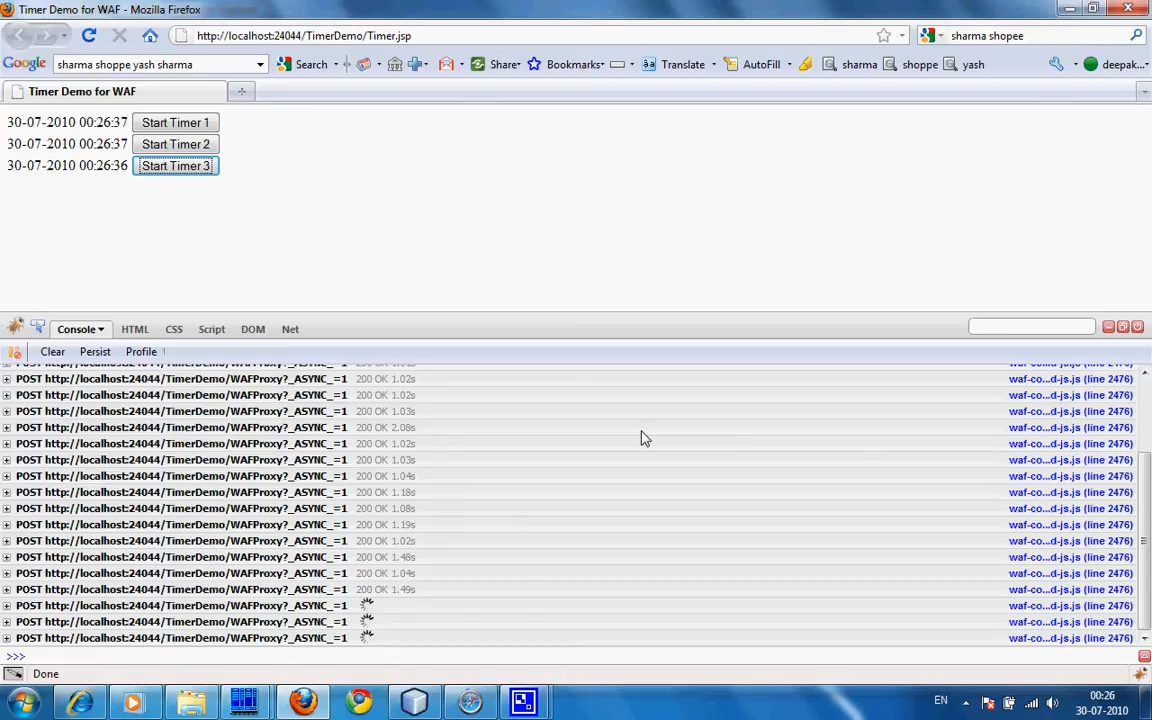 Timer Demo for WAF - Mozilla Firefox
http://localhost:24044/TimerDemo/Timer.jsp
sharma shopee
Google sharma shoppe yash sharma Search Share Bookmarks Translate AutoFill sharma shoppe yash deepak...
Timer Demo for WAF
30-07-2010 00:26:37 Start Timer 1
30-07-2010 00:26:37 Start Timer 2
30-07-2010 00:26:36 Start Timer 3
Console HTML CSS Script DOM Net
Clear Persist Profile
POST http://localhost:24044/TimerDemo/WAFProxy?_ASYNC_=1 200 OK 1.02s waf-co...d-js.js (line 2476)
POST http://localhost:24044/TimerDemo/WAFProxy?_ASYNC_=1 200 OK 1.02s waf-co...d-js.js (line 2476)
POST http://localhost:24044/TimerDemo/WAFProxy?_ASYNC_=1 200 OK 1.03s waf-co...d-js.js (line 2476)
POST http://localhost:24044/TimerDemo/WAFProxy?_ASYNC_=1 200 OK 2.08s waf-co...d-js.js (line 2476)
POST http://localhost:24044/TimerDemo/WAFProxy?_ASYNC_=1 200 OK 1.02s waf-co...d-js.js (line 2476)
POST http://localhost:24044/TimerDemo/WAFProxy?_ASYNC_=1 200 OK 1.03s waf-co...d-js.js (line 2476)
POST http://localhost:24044/TimerDemo/WAFProxy?_ASYNC_=1 200 OK 1.04s waf-co...d-js.js (line 2476)
POST http://localhost:24044/TimerDemo/WAFProxy?_ASYNC_=1 200 OK 1.18s waf-co...d-js.js (line 2476)
POST http://localhost:24044/TimerDemo/WAFProxy?_ASYNC_=1 200 OK 1.08s waf-co...d-js.js (line 2476)
POST http://localhost:24044/TimerDemo/WAFProxy?_ASYNC_=1 200 OK 1.19s waf-co...d-js.js (line 2476)
POST http://localhost:24044/TimerDemo/WAFProxy?_ASYNC_=1 200 OK 1.02s waf-co...d-js.js (line 2476)
POST http://localhost:24044/TimerDemo/WAFProxy?_ASYNC_=1 200 OK 1.48s waf-co...d-js.js (line 2476)
POST http://localhost:24044/TimerDemo/WAFProxy?_ASYNC_=1 200 OK 1.04s waf-co...d-js.js (line 2476)
POST http://localhost:24044/TimerDemo/WAFProxy?_ASYNC_=1 200 OK 1.49s waf-co...d-js.js (line 2476)
POST http://localhost:24044/TimerDemo/WAFProxy?_ASYNC_=1 waf-co...d-js.js (line 2476)
POST http://localhost:24044/TimerDemo/WAFProxy?_ASYNC_=1 waf-co...d-js.js (line 2476)
POST http://localhost:24044/TimerDemo/WAFProxy?_ASYNC_=1 waf-co...d-js.js (line 2476)
>>>
Done
EN 00:26
30-07-2010